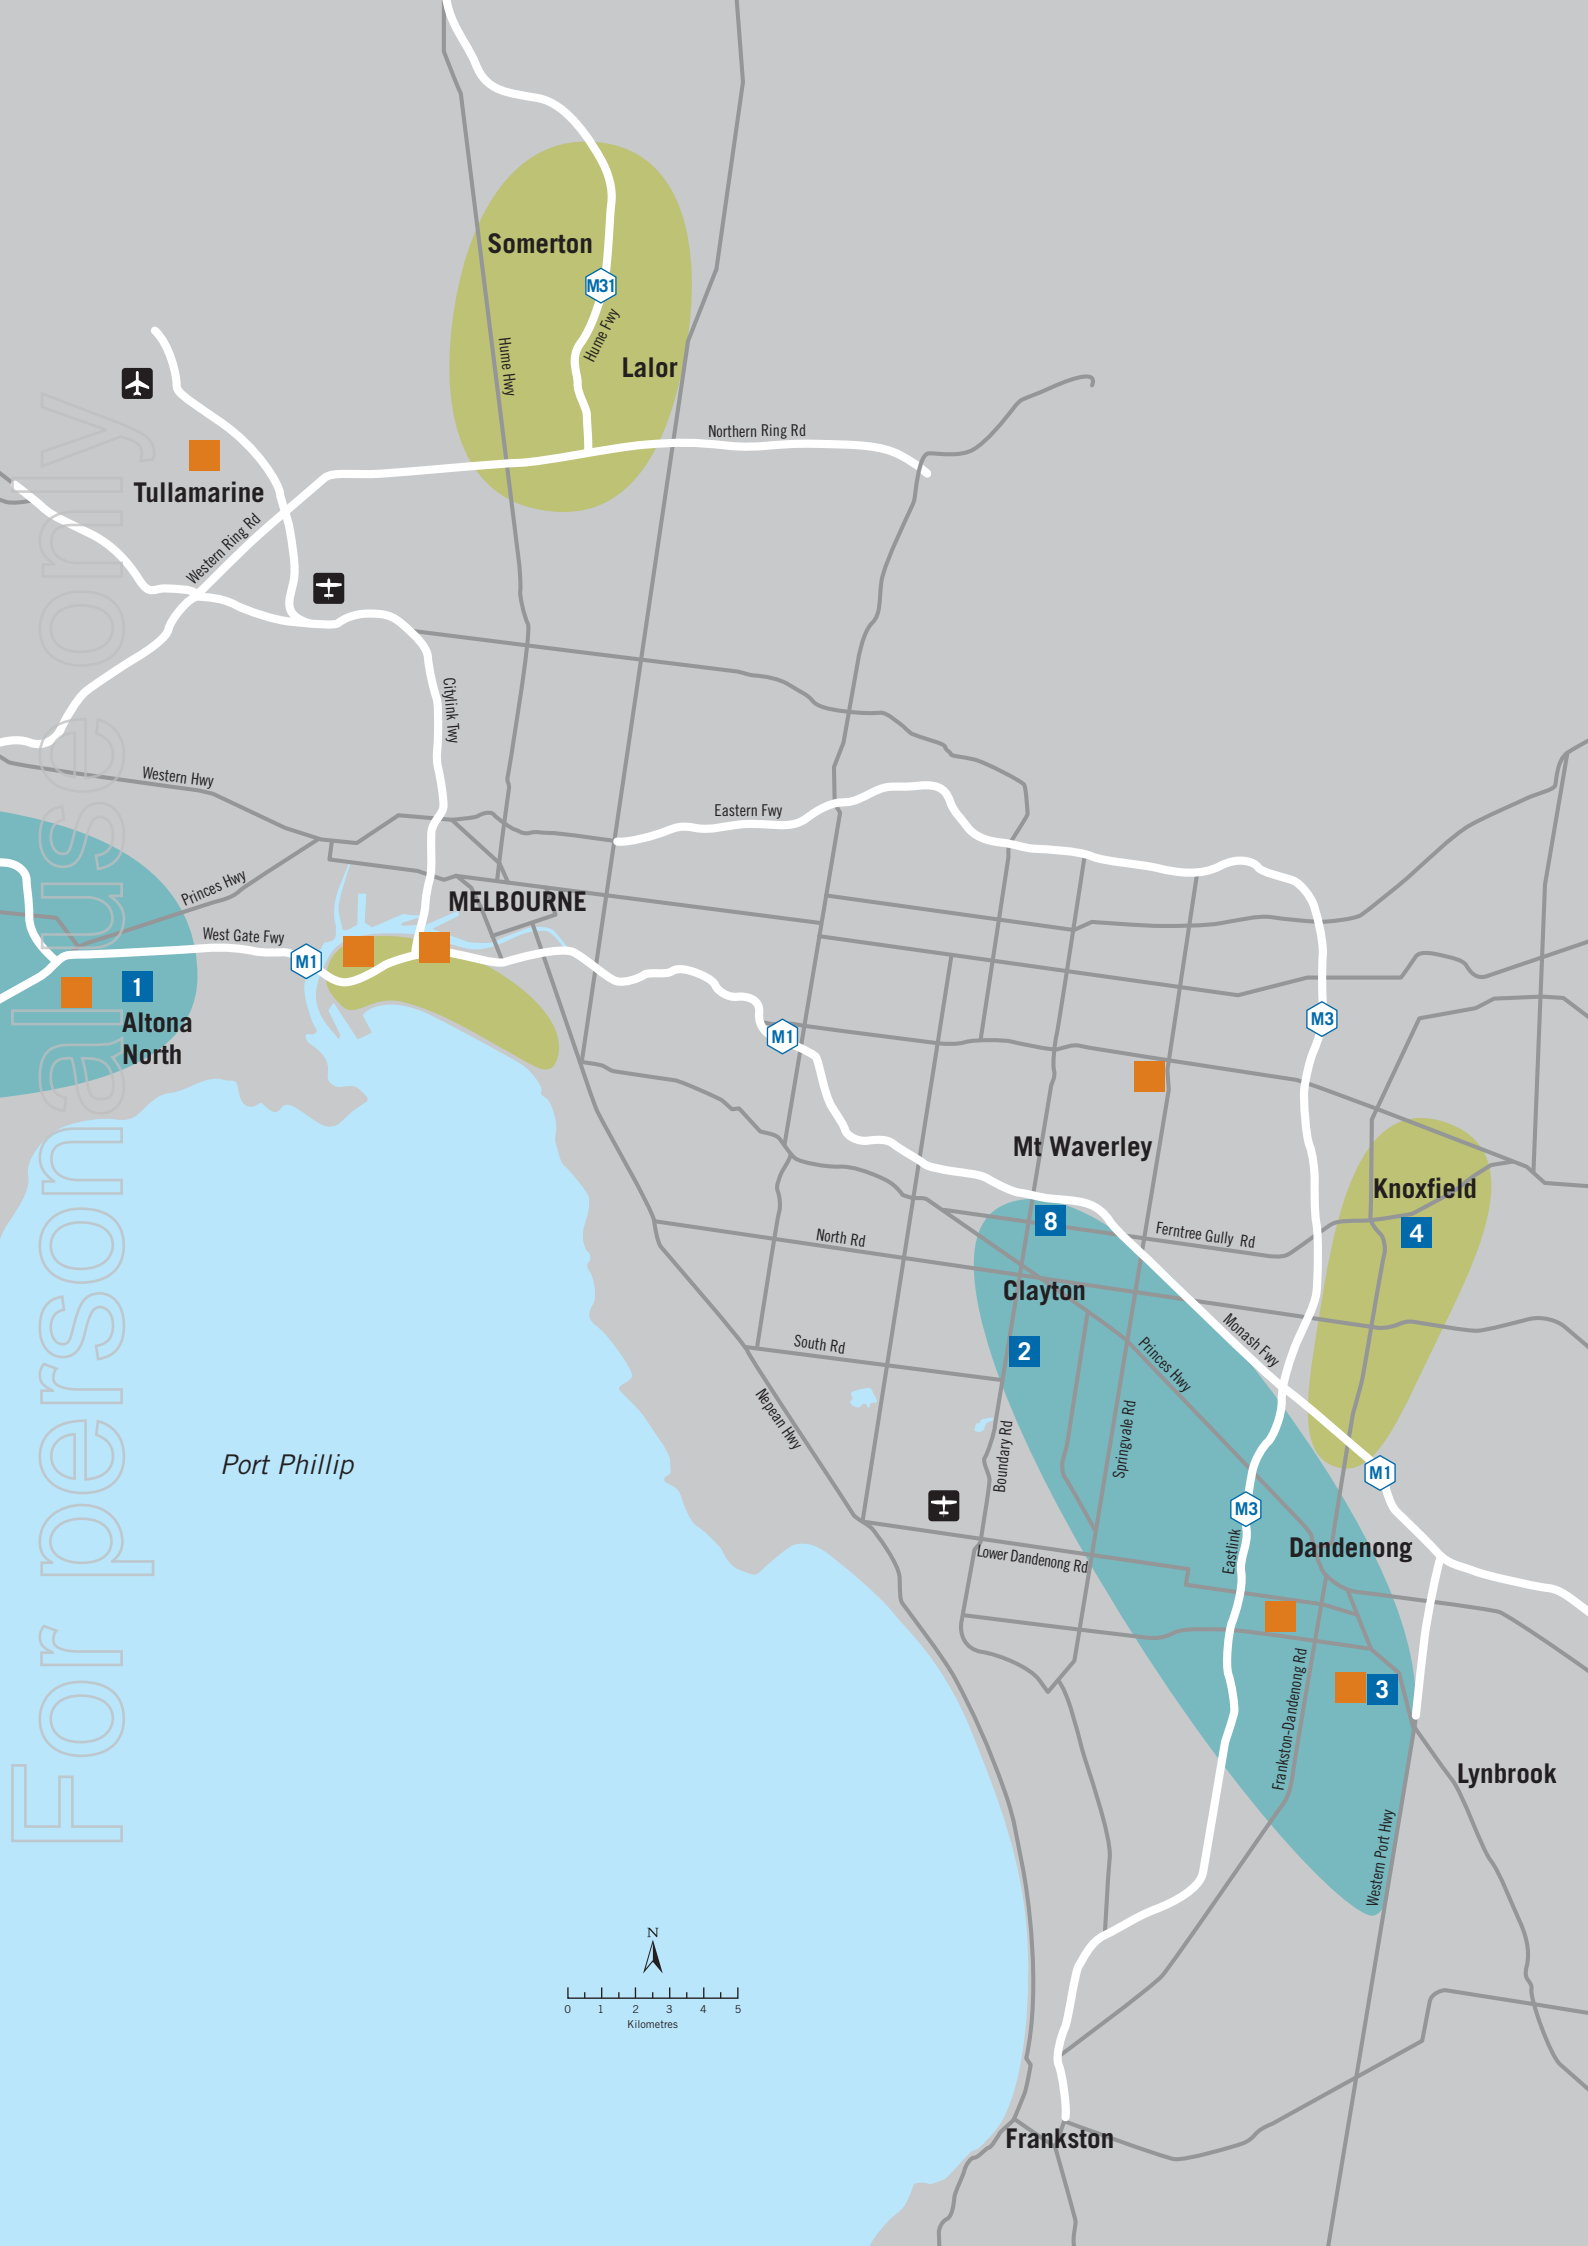 Somerton
M31
Hume Fwy
Hume Hwy
Lalor
Northern Ring Rd
Tullamarine
Western Ring Rd
Citylink Twy
Western Hwy
Eastern Fwy
Princes Hwy
MELBOURNE
West Gate Fwy
M1
1
Altona
North
M1
M3
Mt Waverley
Knoxfield
4
8
Ferntree Gully Rd
North Rd
Clayton
2
South Rd
Monash Fwy
Princes Hwy
Nepean Hwy
Springvale Rd
Boundary Rd
Port Phillip
M1
M3
Eastlink
Dandenong
Lower Dandenong Rd
3
Frankston-Dandenong Rd
Lynbrook
Western Port Hwy
N
0 1 2 3 4 5
Kilometres
Frankston
For personal use only